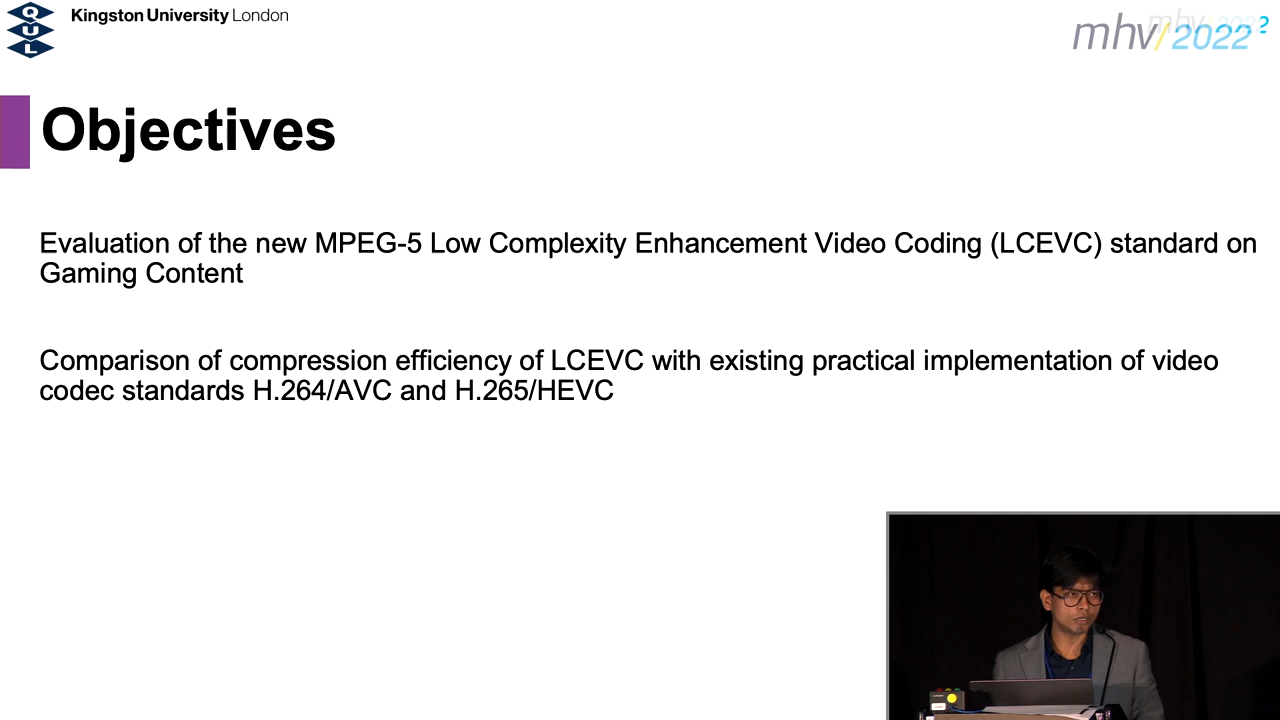 QUL
Kingston University London
mhv/2022
Objectives
Evaluation of the new MPEG-5 Low Complexity Enhancement Video Coding (LCEVC) standard on
Gaming Content
Comparison of compression efficiency of LCEVC with existing practical implementation of video
codec standards H.264/AVC and H.265/HEVC